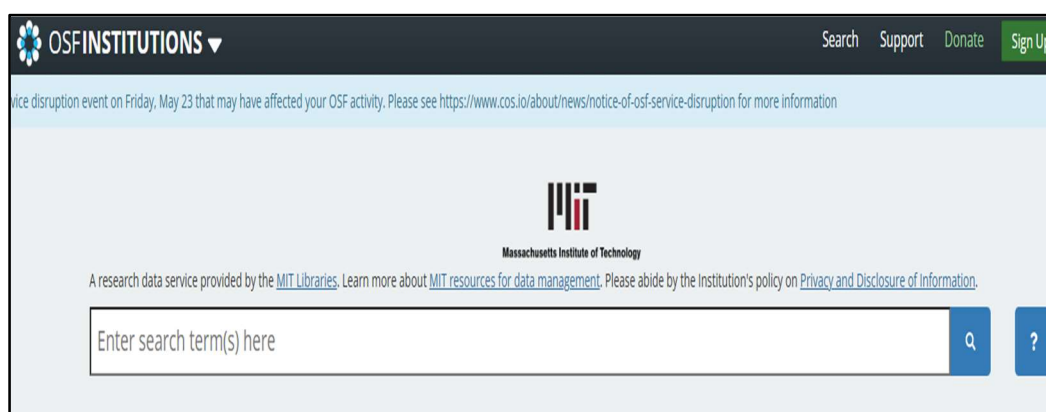 OSFINSTITUTIONS Search Support Donate Sign Up
vice disruption event on Friday, May 23 that may have affected your OSF activity. Please see https://www.cos.io/about/news/notice-of-osf-service-disruption for more information
MiT
Massachusetts Institute of Technology
A research data service provided by the MIT Libraries. Learn more about MIT resources for data management. Please abide by the Institution's policy on Privacy and Disclosure of Information.
Enter search term(s) here ?